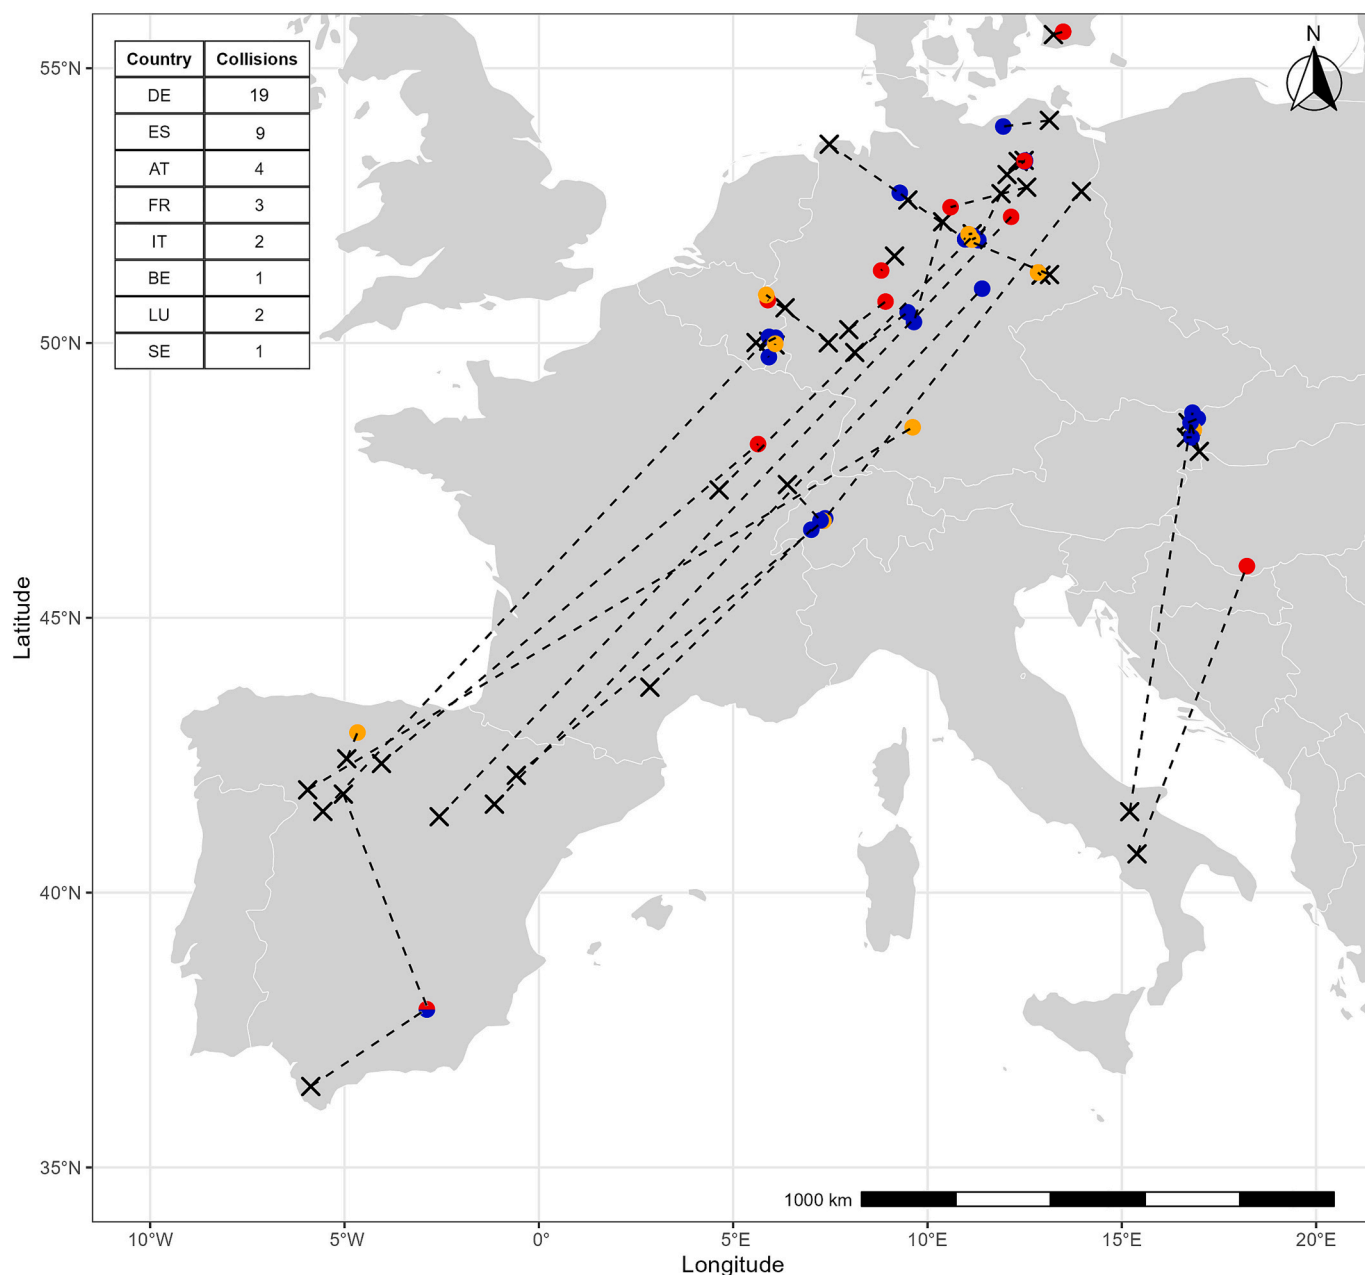 N
Country Collisions
DE 19
ES 9
AT 4
FR 3
IT 2
BE 1
LU 2
SE 1
55°N
50°N
45°N
40°N
35°N
Latitude
1000 km
10°W 5°W 0° 5°E 10°E 15°E 20°E
Longitude